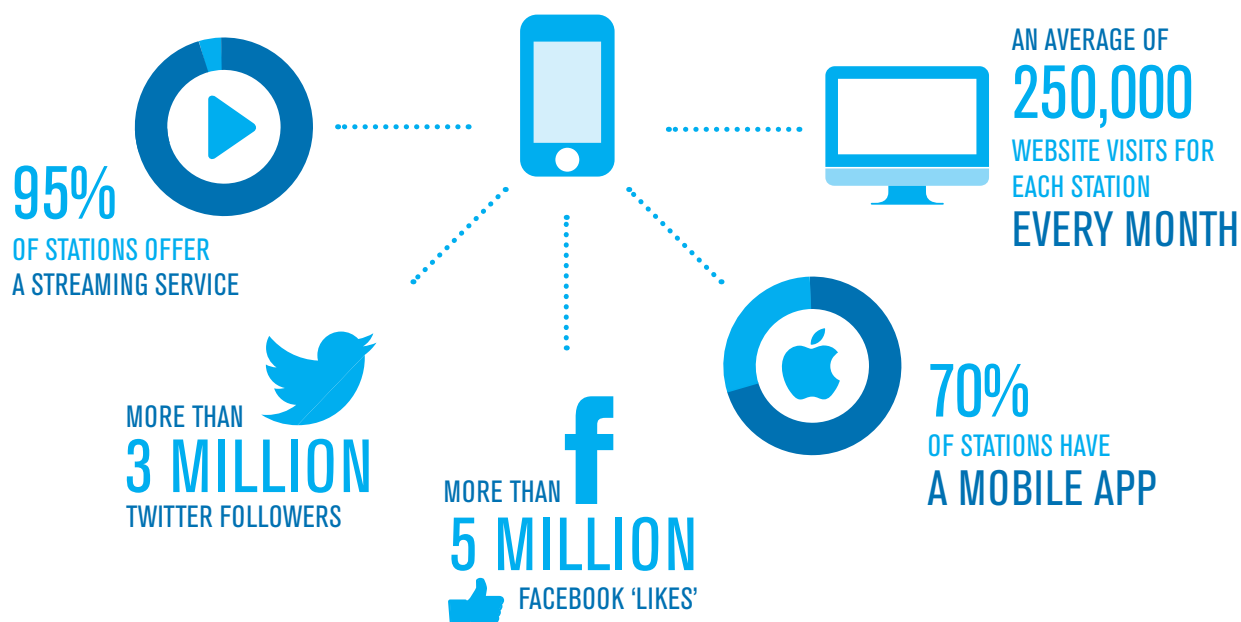 95%
OF STATIONS OFFER
A STREAMING SERVICE
AN AVERAGE OF
250,000
WEBSITE VISITS FOR
EACH STATION
EVERY MONTH
MORE THAN
3 MILLION
TWITTER FOLLOWERS
MORE THAN
5 MILLION
FACEBOOK ‘LIKES’
70%
OF STATIONS HAVE
A MOBILE APP